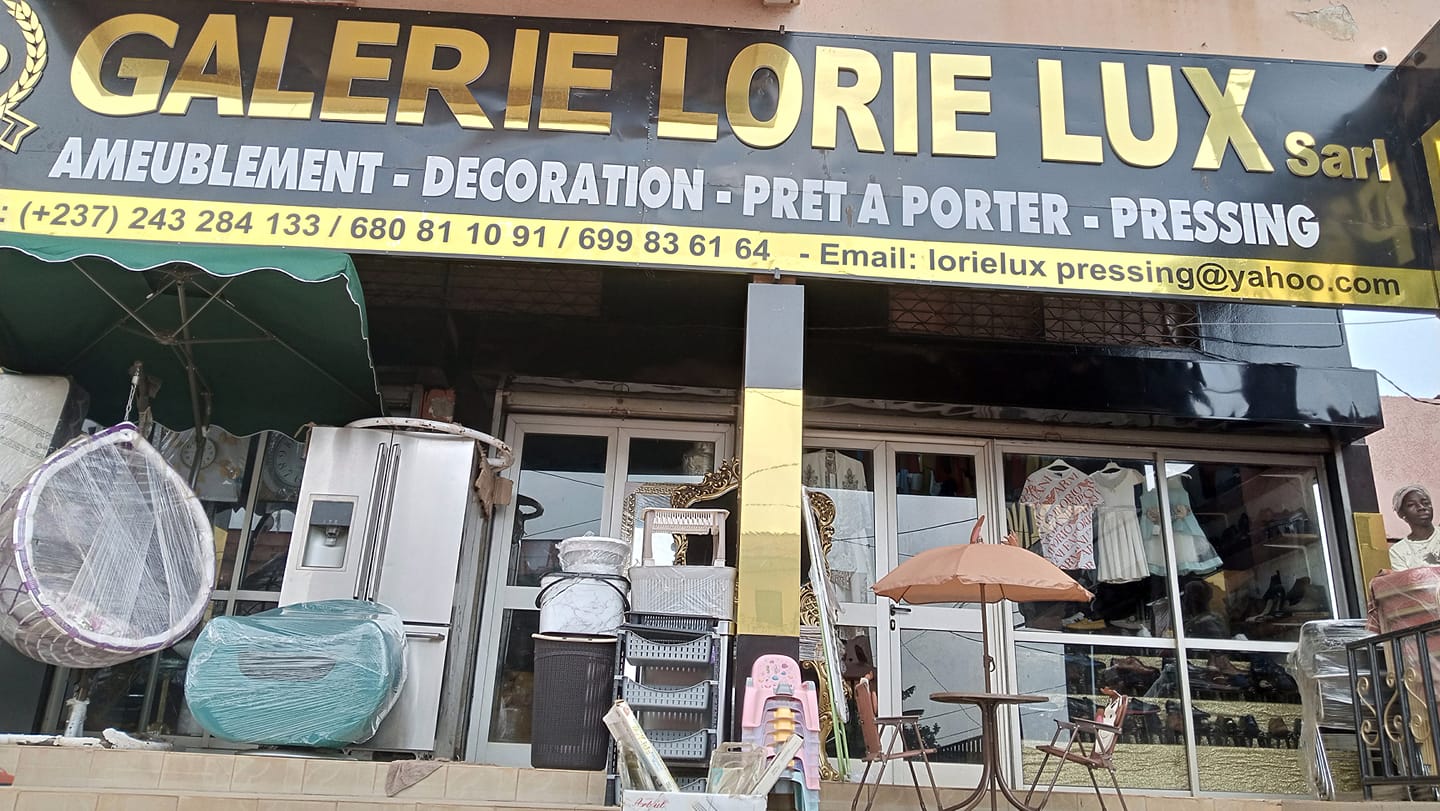 GALERIE LORIE LUX Sarl
AMEUBLEMENT - DECORATION - PRET A PORTER - PRESSING
: (+237) 243 284 133 / 680 81 10 91 / 699 83 61 64 - Email: lorielux pressing@yahoo.com